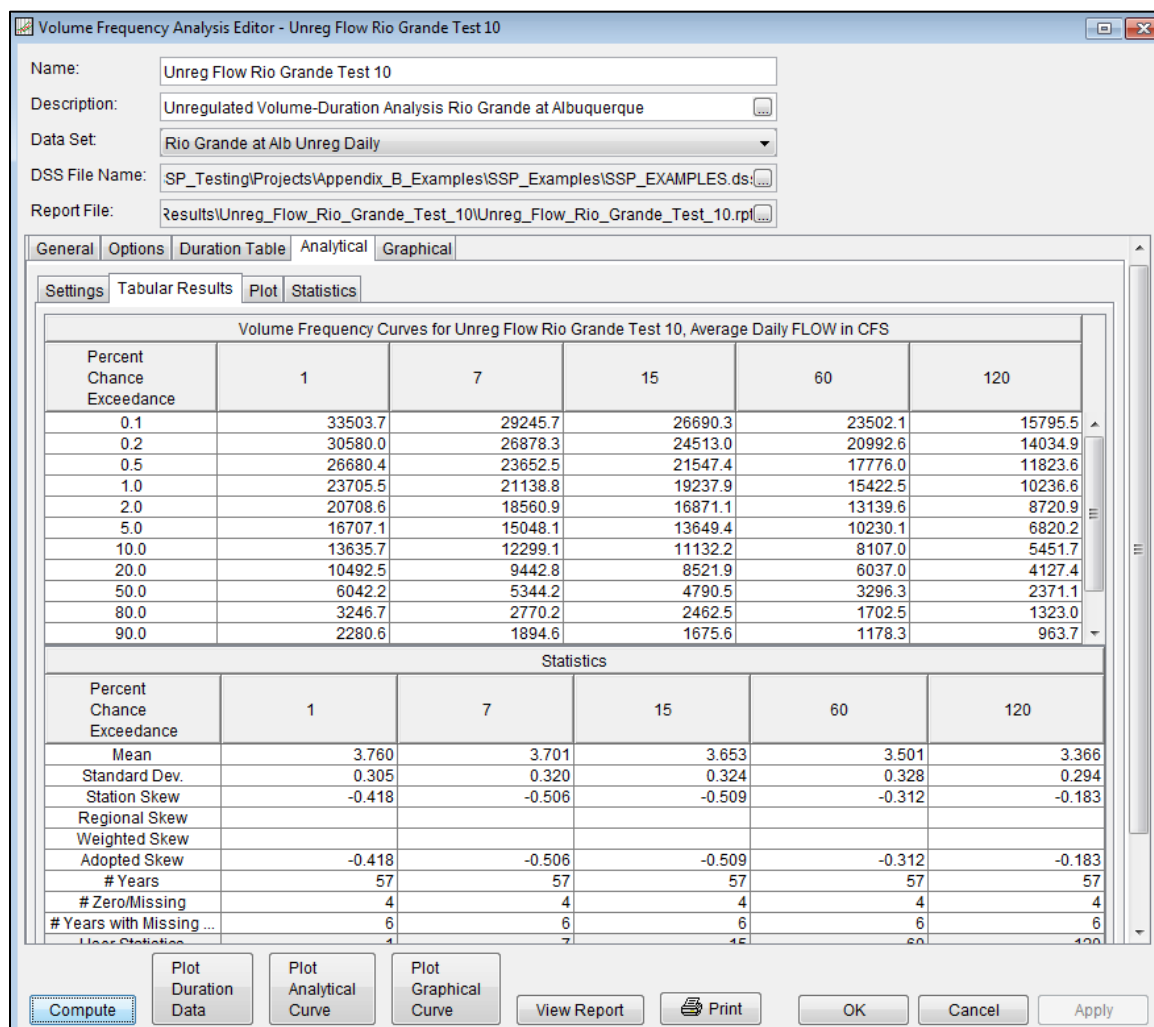 Volume Frequency Analysis Editor - Unreg Flow Rio Grande Test 10
Name: Unreg Flow Rio Grande Test 10
Description: Unregulated Volume-Duration Analysis Rio Grande at Albuquerque ...
Data Set: Rio Grande at Alb Unreg Daily
DSS File Name: SP_Testing\Projects\Appendix_B_Examples\SSP_Examples\SSP_EXAMPLES.ds ...
Report File: Results\Unreg_Flow_Rio_Grande_Test_10\Unreg_Flow_Rio_Grande_Test_10.rpt ...
General Options Duration Table Analytical Graphical
Settings Tabular Results Plot Statistics
Volume Frequency Curves for Unreg Flow Rio Grande Test 10, Average Daily FLOW in CFS
Percent
Chance 1 7 15 60 120
Exceedance
0.1 33503.7 29245.7 26690.3 23502.1 15795.5
0.2 30580.0 26878.3 24513.0 20992.6 14034.9
0.5 26680.4 23652.5 21547.4 17776.0 11823.6
1.0 23705.5 21138.8 19237.9 15422.5 10236.6
2.0 20708.6 18560.9 16871.1 13139.6 8720.9
5.0 16707.1 15048.1 13649.4 10230.1 6820.2
10.0 13635.7 12299.1 11132.2 8107.0 5451.7
20.0 10492.5 9442.8 8521.9 6037.0 4127.4
50.0 6042.2 5344.2 4790.5 3296.3 2371.1
80.0 3246.7 2770.2 2462.5 1702.5 1323.0
90.0 2280.6 1894.6 1675.6 1178.3 963.7
Statistics
Percent
Chance 1 7 15 60 120
Exceedance
Mean 3.760 3.701 3.653 3.501 3.366
Standard Dev. 0.305 0.320 0.324 0.328 0.294
Station Skew -0.418 -0.506 -0.509 -0.312 -0.183
Regional Skew
Weighted Skew
Adopted Skew -0.418 -0.506 -0.509 -0.312 -0.183
# Years 57 57 57 57 57
# Zero/Missing 4 4 4 4 4
# Years with Missing ... 6 6 6 6 6
User Statistics 1 7 15 60 120
Plot Plot Plot
Duration Analytical Graphical
Compute Data Curve Curve View Report Print OK Cancel Apply